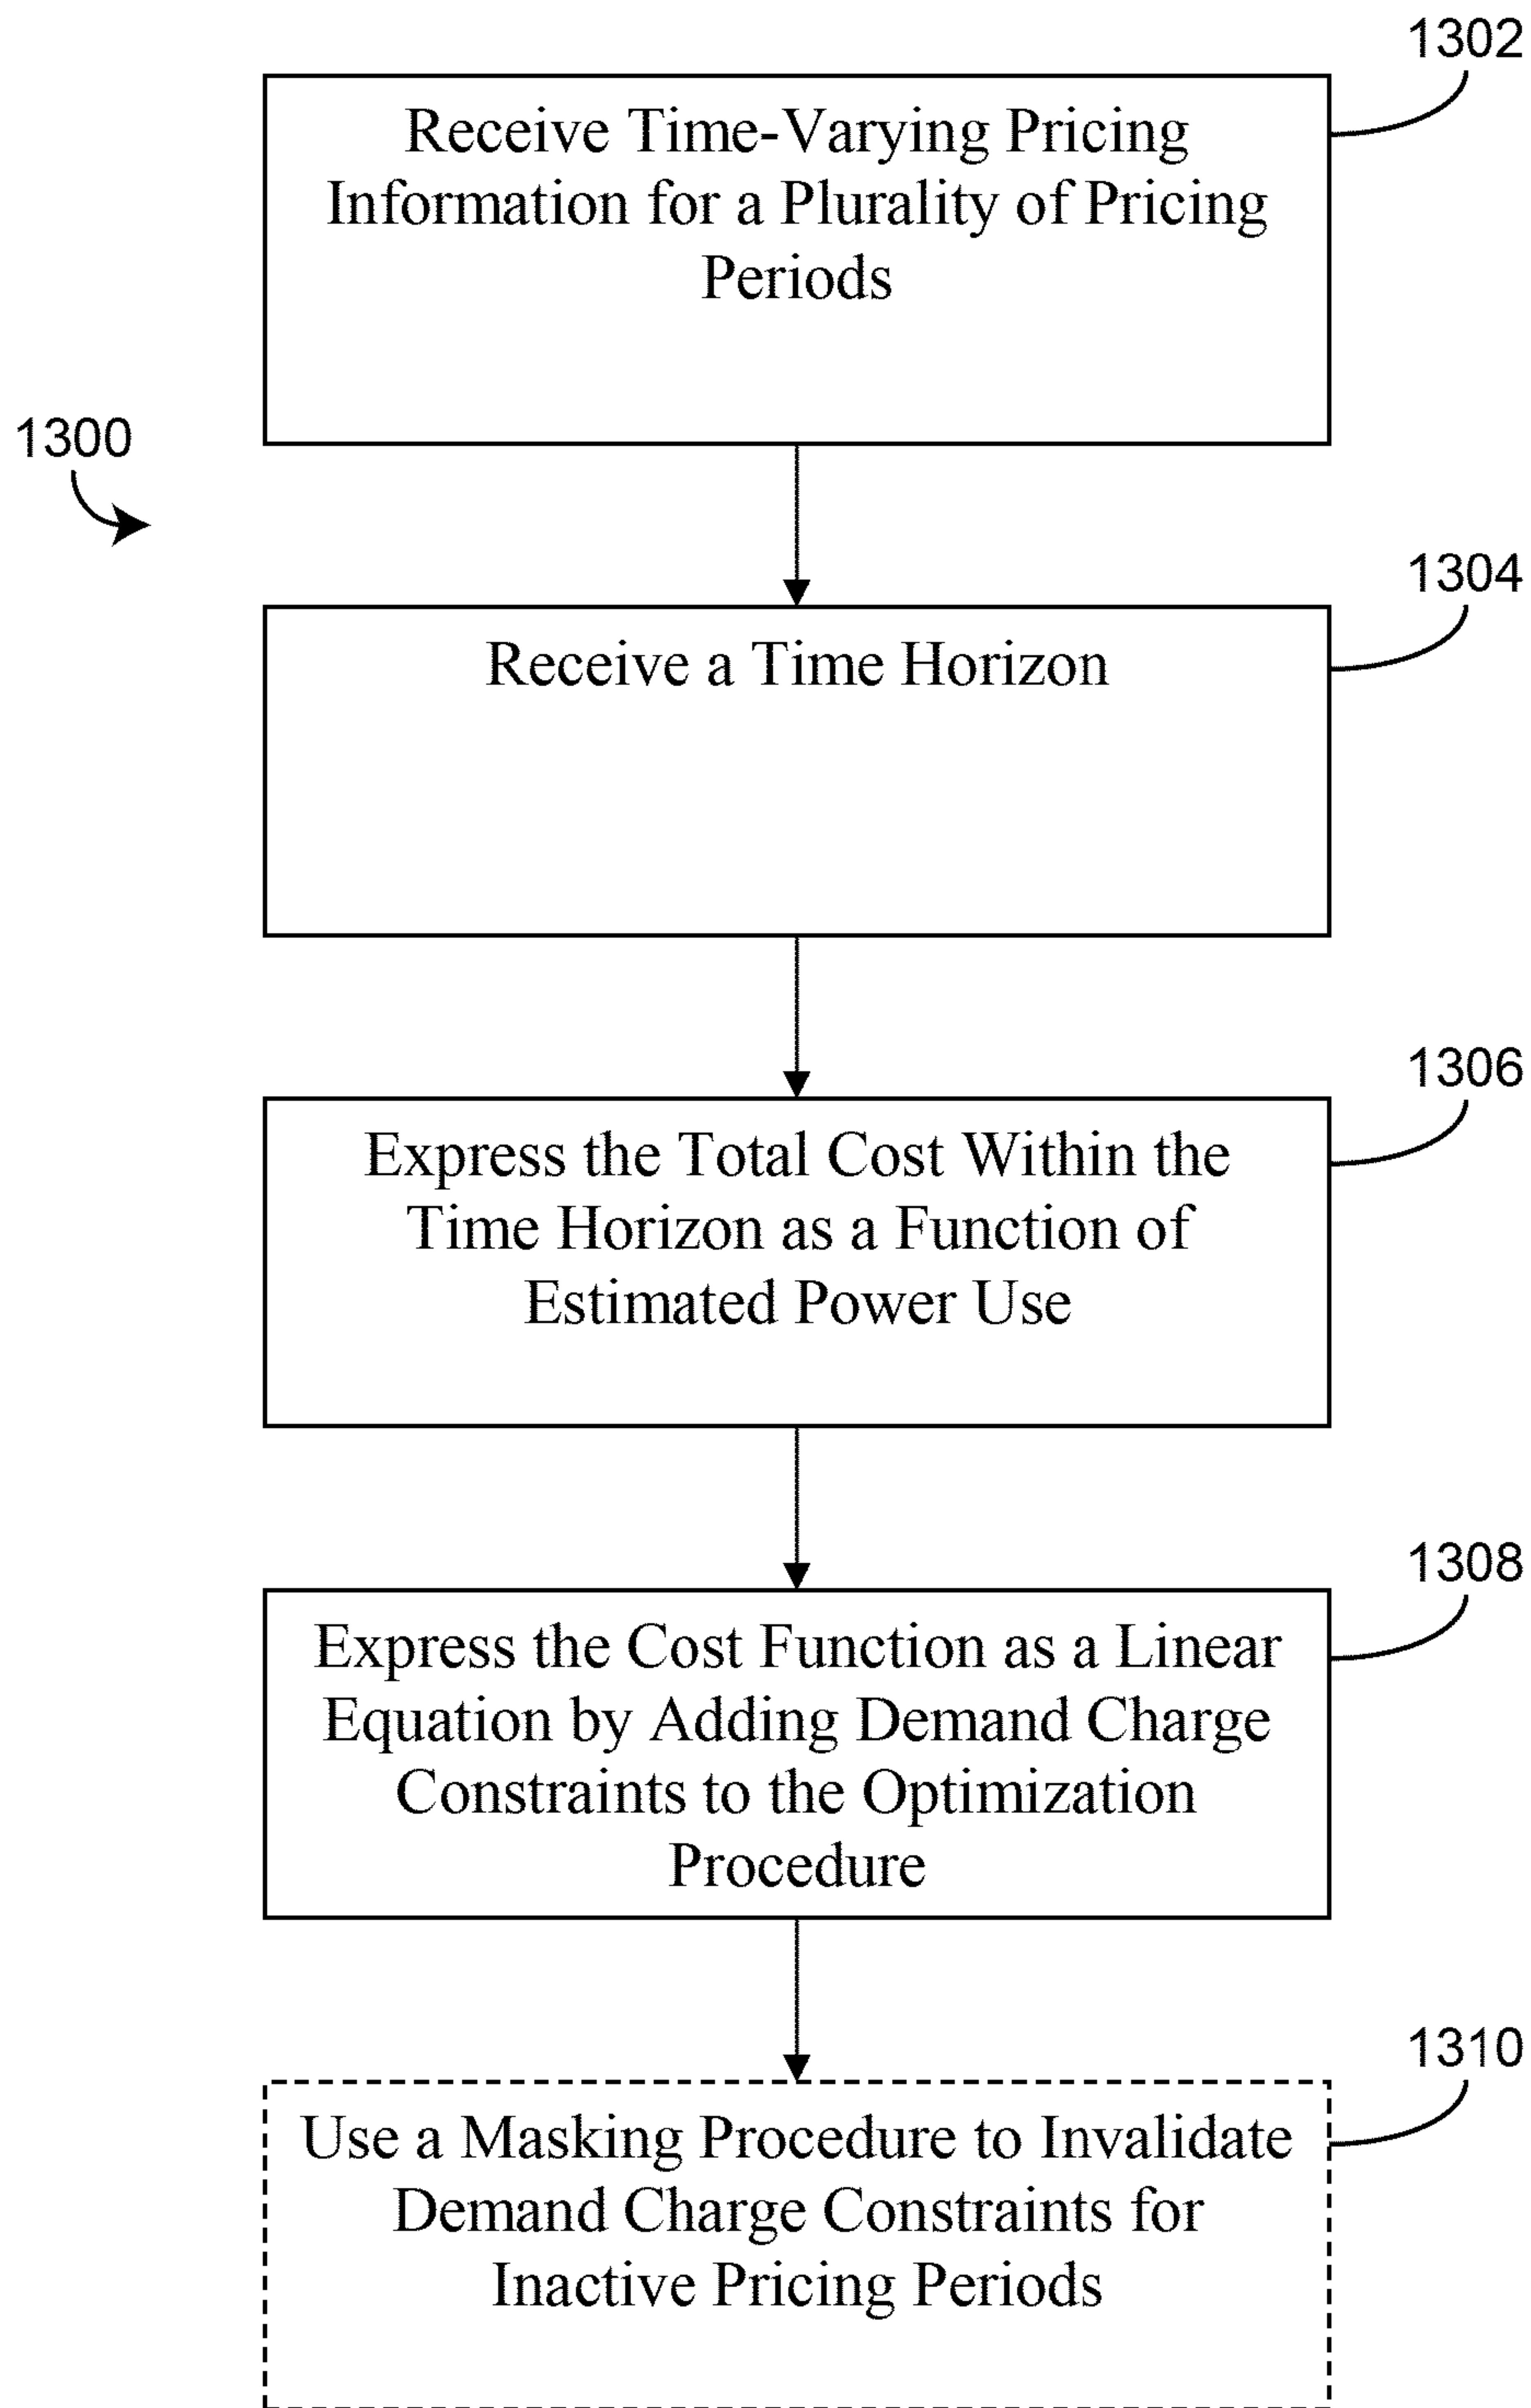 1302
Receive Time-Varying Pricing
Information for a Plurality of Pricing
Periods
1300
1304
Receive a Time Horizon
1306
Express the Total Cost Within the
Time Horizon as a Function of
Estimated Power Use
1308
Express the Cost Function as a Linear
Equation by Adding Demand Charge
Constraints to the Optimization
Procedure
1310
Use a Masking Procedure to Invalidate
Demand Charge Constraints for
Inactive Pricing Periods